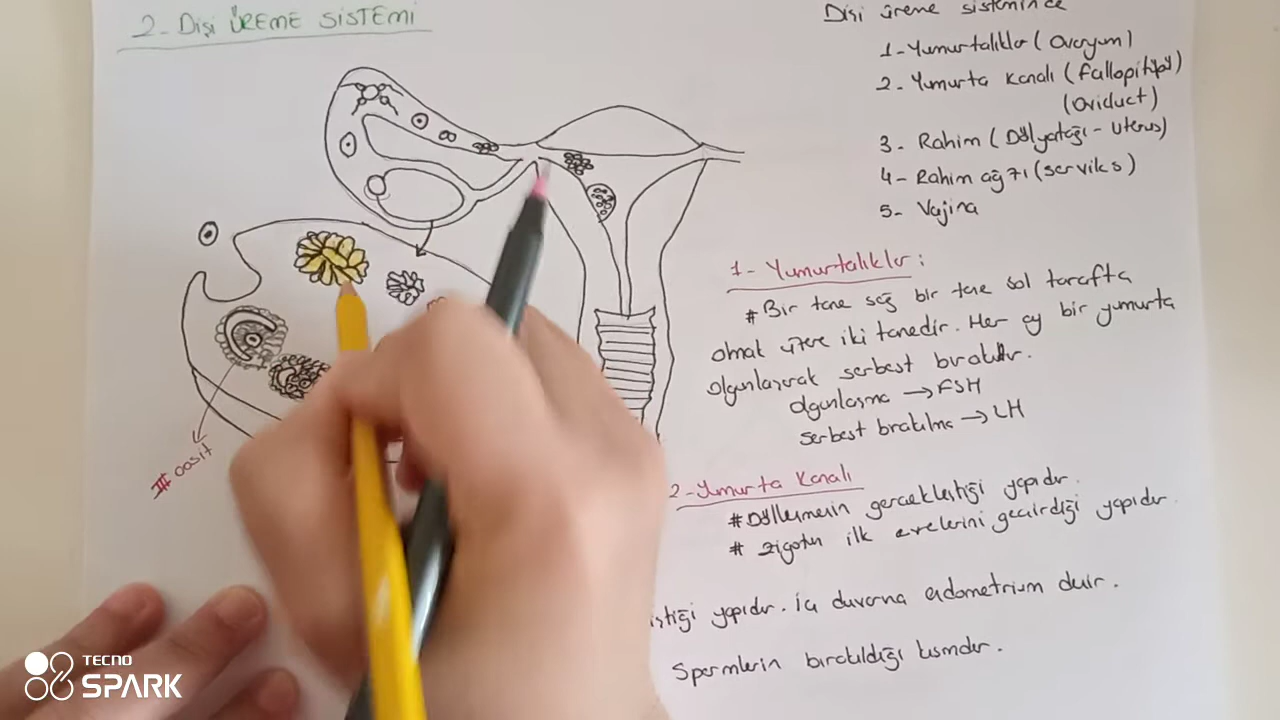 2- Dişi ÜREME SİSTEMİ
Dişi üreme sistemince
1-Yumurtalıklar (Ovaryum)
2- Yumurta Kanalı (Fallopi tüpü)
(Oviduct)
3- Rahim (Dölyatağı - Uterus)
4- Rahim ağzı (serviks)
5- Vajina
1- Yumurtalıklar :
# Bir tane sağ bir tane sol tarafta
olmak üzere iki tanedir. Her ay bir yumurta
olgunlaşarak serbest bırakılır.
olgunlaşma → FSH
serbest bırakılma → LH
III oosit
2-Yumurta Kanalı
# Döllenmenin gerçekleştiği yapıdır.
# zigotun ilk evrelerini geçirdiği yapıdır.
yapıdır. İç duvarına endometrium denir.
Spermlerin bırakıldığı kısımdır.
TECNO
SPARK